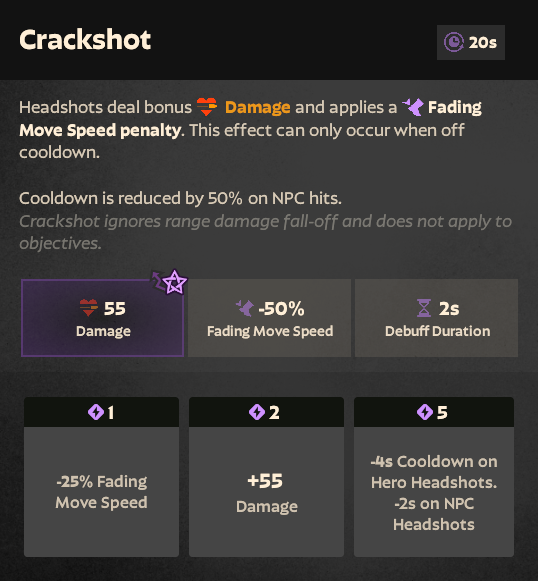 Crackshot
20s
Headshots deal bonus Damage and applies a Fading
Move Speed penalty. This effect can only occur when off
cooldown.
Cooldown is reduced by 50% on NPC hits.
Crackshot ignores range damage fall-off and does not apply to
objectives.
55
Damage
-50%
Fading Move Speed
2s
Debuff Duration
1
-25% Fading
Move Speed
2
+55
Damage
5
-4s Cooldown on
Hero Headshots.
-2s on NPC
Headshots